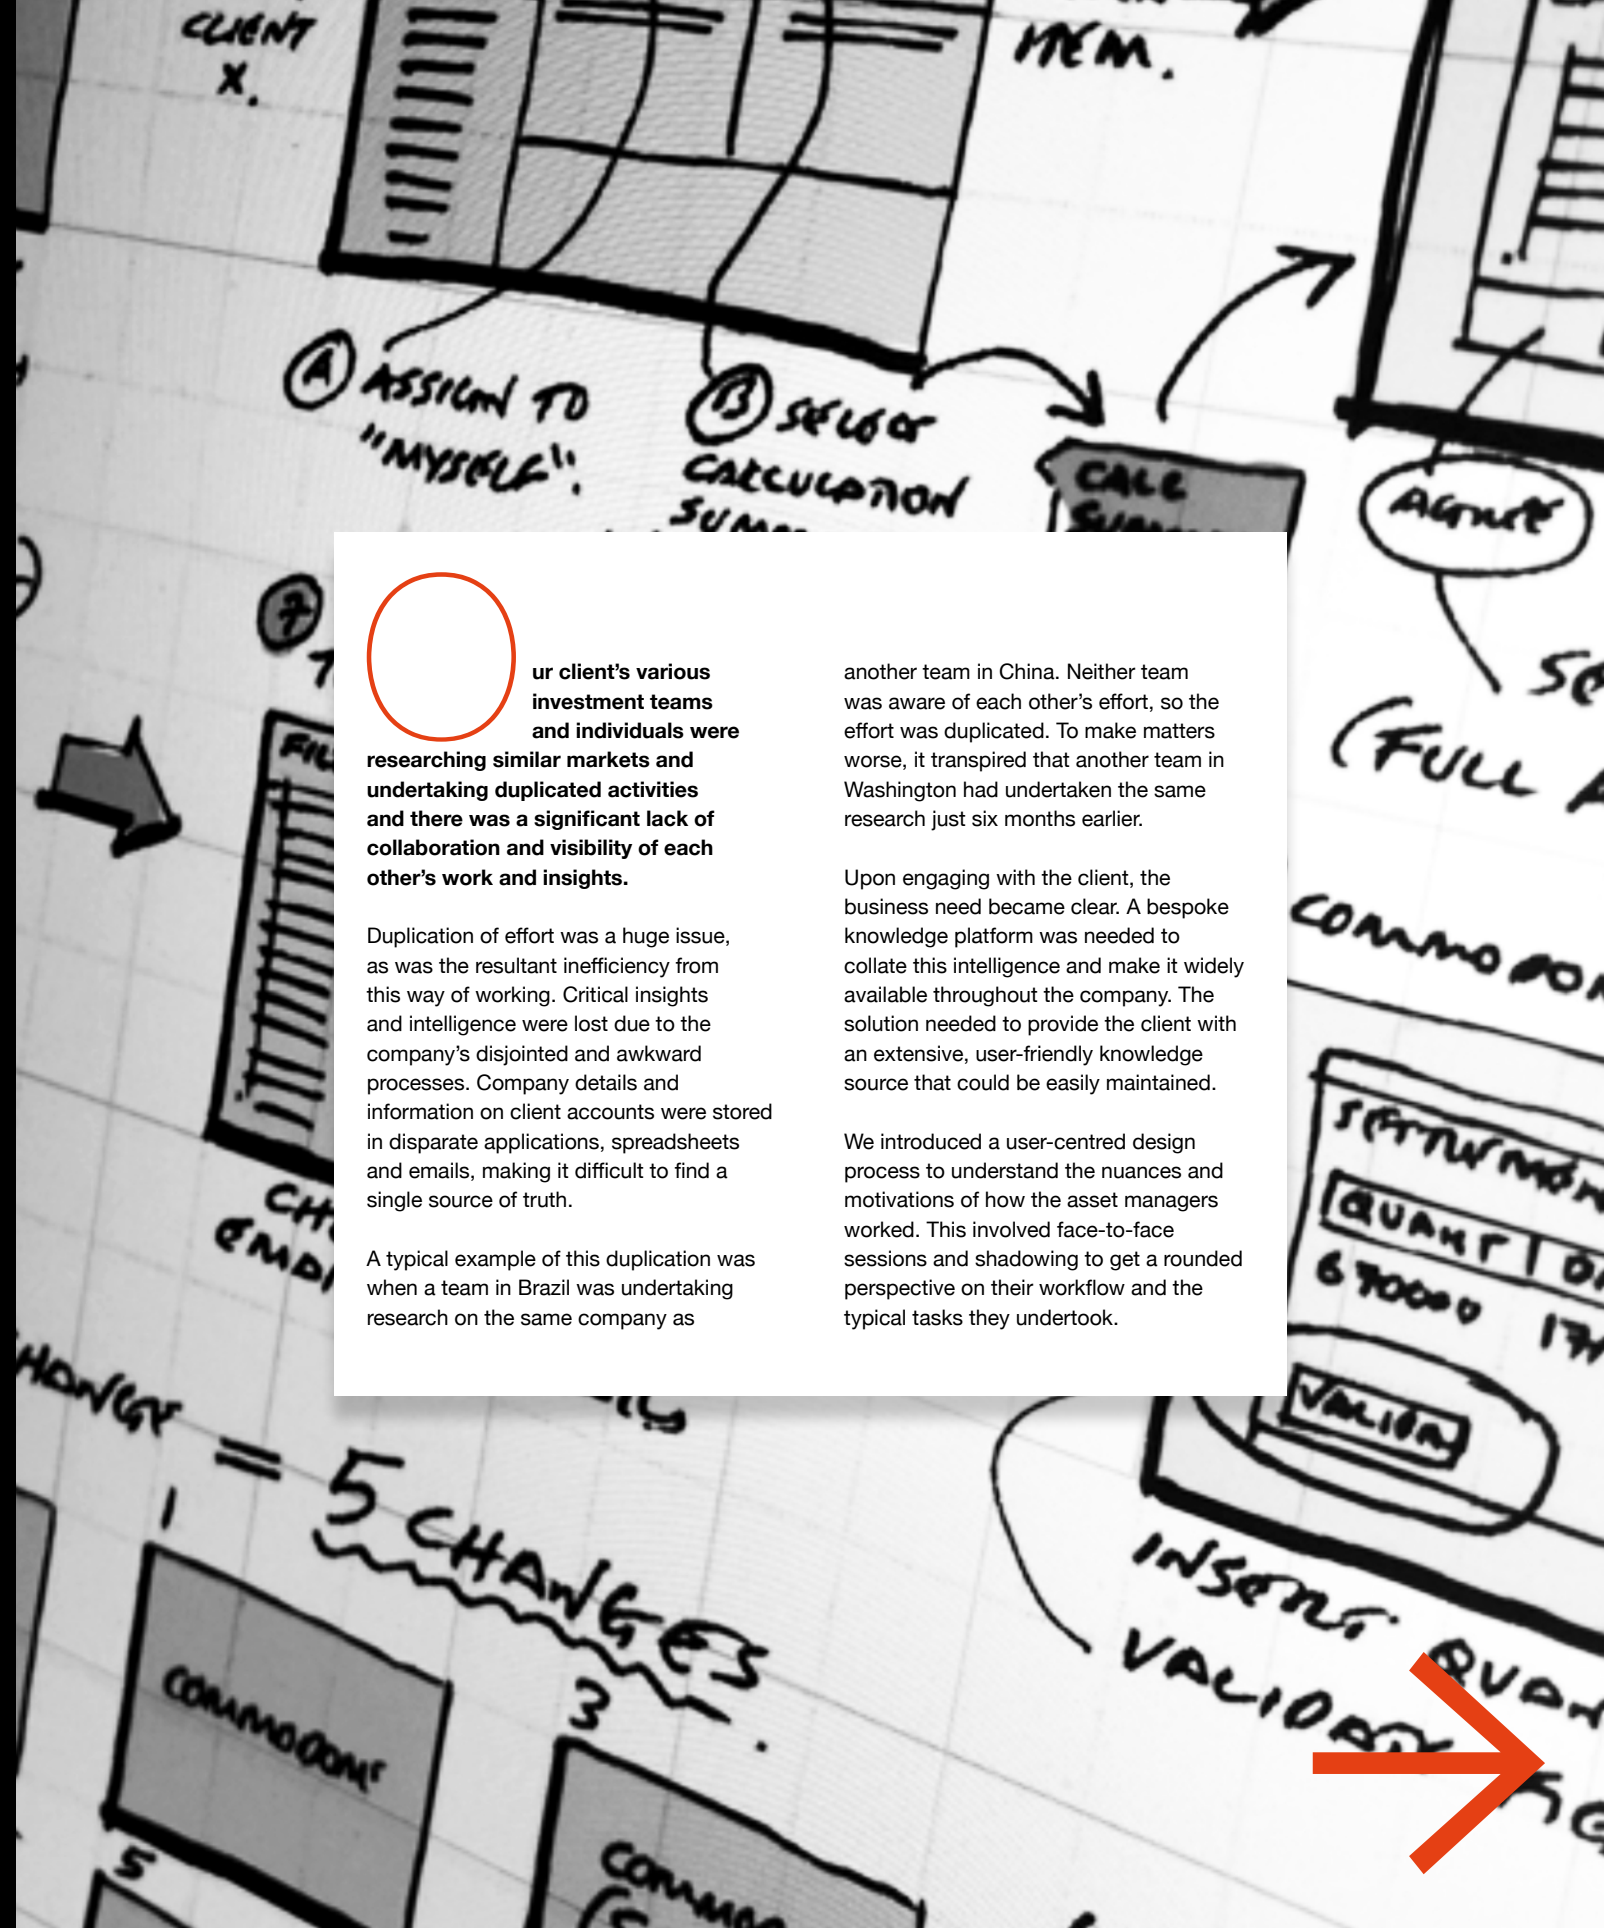 CLIENT
X.
ITEM.
A ASSIGN TO
"MYSELF".
B SELECT
CALCULATION
CALC
7
Our client's various
investment teams
and individuals were
researching similar markets and
undertaking duplicated activities
and there was a significant lack of
collaboration and visibility of each
other's work and insights.
Duplication of effort was a huge issue,
as was the resultant inefficiency from
this way of working. Critical insights
and intelligence were lost due to the
company's disjointed and awkward
processes. Company details and
information on client accounts were stored
in disparate applications, spreadsheets
and emails, making it difficult to find a
single source of truth.
A typical example of this duplication was
when a team in Brazil was undertaking
research on the same company as
another team in China. Neither team
was aware of each other's effort, so the
effort was duplicated. To make matters
worse, it transpired that another team in
Washington had undertaken the same
research just six months earlier.
Upon engaging with the client, the
business need became clear. A bespoke
knowledge platform was needed to
collate this intelligence and make it widely
available throughout the company. The
solution needed to provide the client with
an extensive, user-friendly knowledge
source that could be easily maintained.
We introduced a user-centred design
process to understand the nuances and
motivations of how the asset managers
worked. This involved face-to-face
sessions and shadowing to get a rounded
perspective on their workflow and the
typical tasks they undertook.
(FULL
QUANT
670000
= 5 CHANGES
1
3
5
INSERT